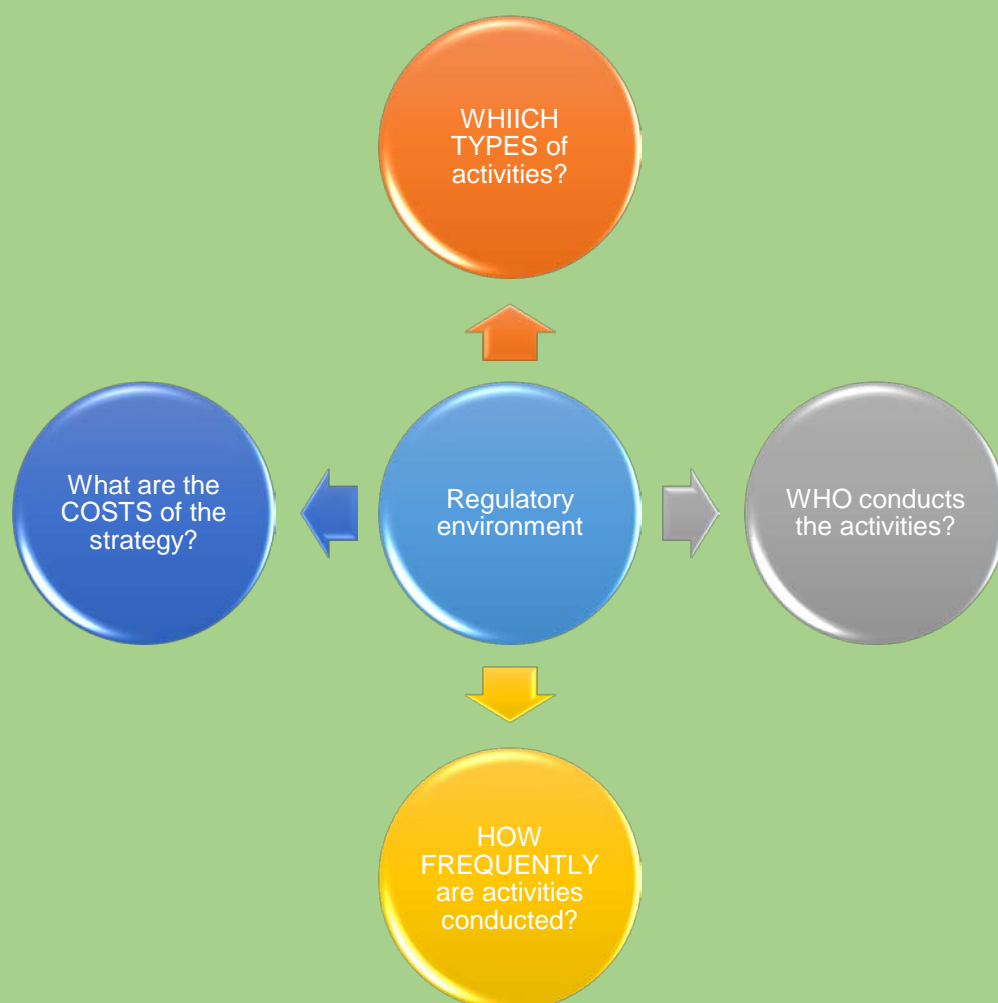 WHIICH
TYPES of
activities?
What are the
COSTS of the
strategy?
Regulatory
environment
WHO conducts
the activities?
HOW
FREQUENTLY
are activities
conducted?